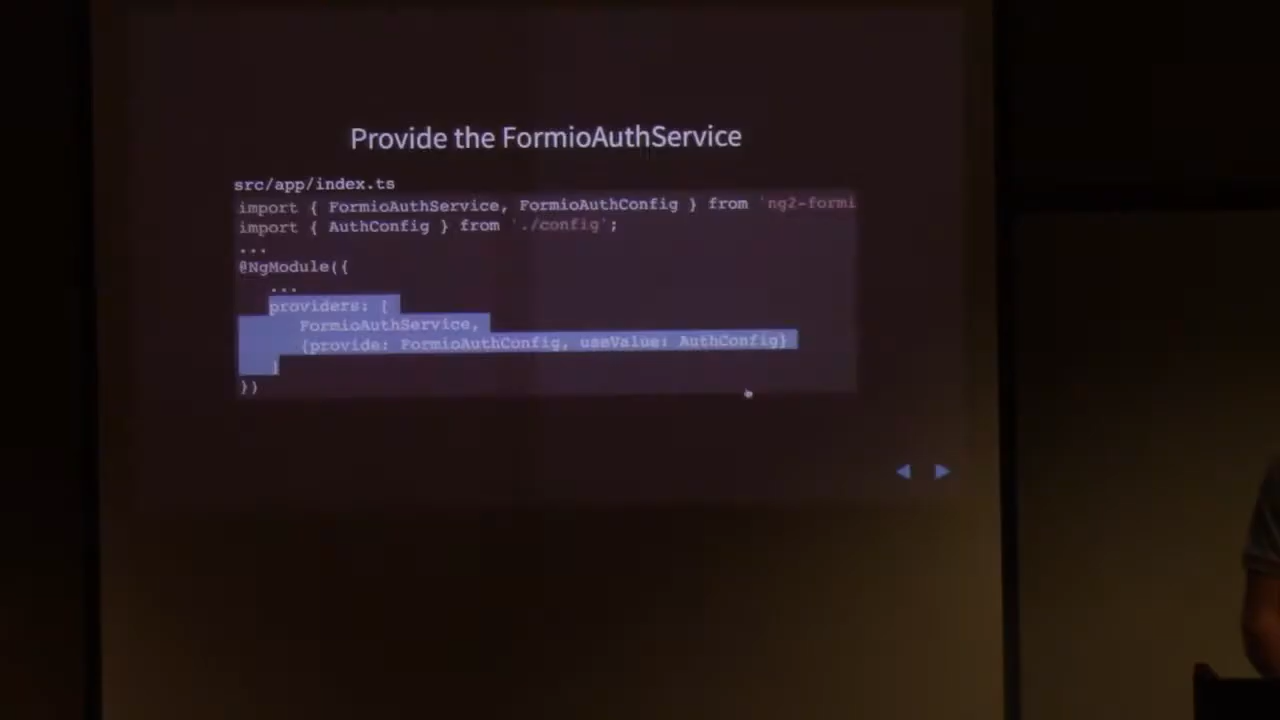 Provide the FormioAuthService
src/app/index.ts
import { FormioAuthService, FormioAuthConfig } from 'ng2-formi
import { AuthConfig } from './config';
...
@NgModule({
...
providers: [
FormioAuthService,
{provide: FormioAuthConfig, useValue: AuthConfig}
]
})